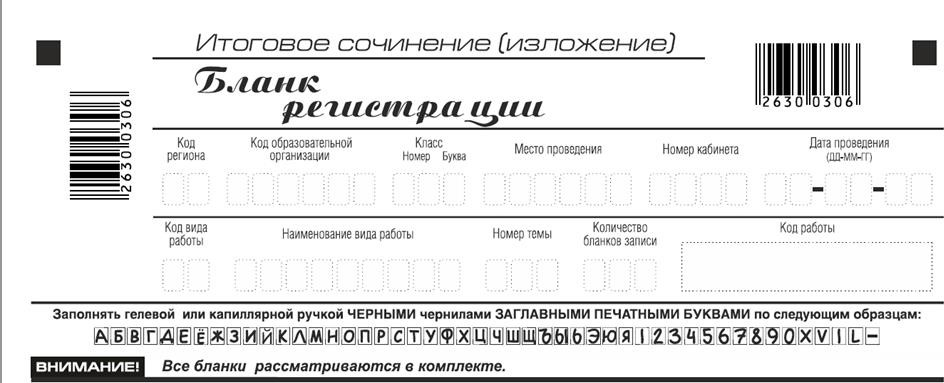 Итоговое сочинение (изложение)
Бланк
регистрации
2630 0306
2630 0306
Код региона
Код образовательной организации
Класс
Номер Буква
Место проведения
Номер кабинета
Дата проведения
(ДД-ММ-ГГ)
Код вида работы
Наименование вида работы
Номер темы
Количество бланков записи
Код работы
Заполнять гелевой или капиллярной ручкой ЧЕРНЫМИ чернилами ЗАГЛАВНЫМИ ПЕЧАТНЫМИ БУКВАМИ по следующим образцам:
АБВГДЕЁЖЗИЙКЛМНОПРСТУФХЦЧШЩЪЫЬЭЮЯ1234567890XVIL-
ВНИМАНИЕ! Все бланки рассматриваются в комплекте.